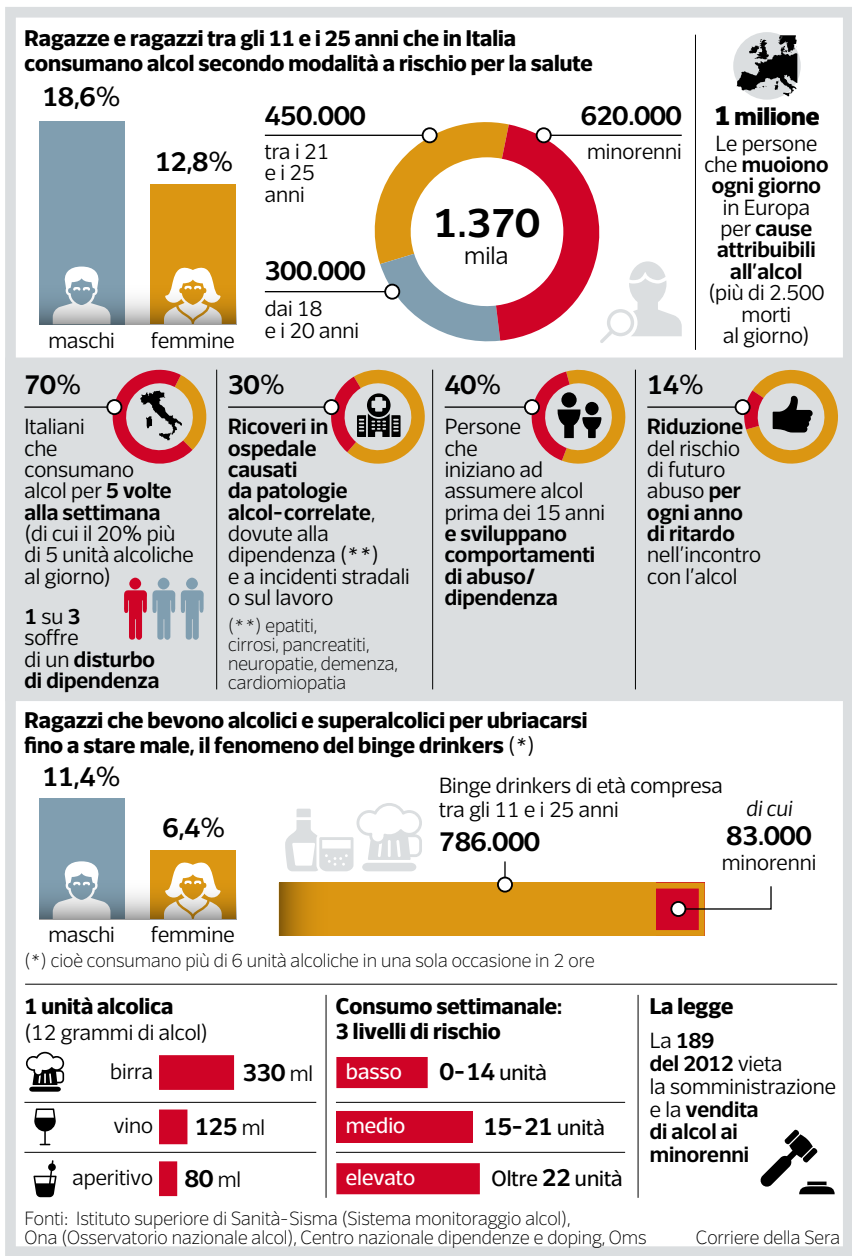 Ragazze e ragazzi tra gli 11 e i 25 anni che in Italia
consumano alcol secondo modalità a rischio per la salute
18,6%
maschi
12,8%
femmine
450.000
tra i 21
e i 25
anni
620.000
minorenni
1.370
mila
300.000
dai 18
e i 20 anni
1 milione
Le persone
che muoiono
ogni giorno
in Europa
per cause
attribuibili
all'alcol
(più di 2.500
morti
al giorno)
70%
Italiani
che
consumano
alcol per 5 volte
alla settimana
(di cui il 20% più
di 5 unità alcoliche
al giorno)
1 su 3
soffre
di un disturbo
di dipendenza
30%
Ricoveri in
ospedale
causati
da patologie
alcol-correlate,
dovute alla
dipendenza (**)
e a incidenti stradali
o sul lavoro
(**) epatiti,
cirrosi, pancreatiti,
neuropatie, demenza,
cardiomiopatia
40%
Persone
che
iniziano ad
assumere alcol
prima dei 15 anni
e sviluppano
comportamenti
di abuso/
dipendenza
14%
Riduzione
del rischio
di futuro
abuso per
ogni anno
di ritardo
nell'incontro
con l'alcol
Ragazzi che bevono alcolici e superalcolici per ubriacarsi
fino a stare male, il fenomeno del binge drinkers (*)
11,4%
maschi
6,4%
femmine
Binge drinkers di età compresa
tra gli 11 e i 25 anni
786.000
di cui
83.000
minorenni
(*) cioè consumano più di 6 unità alcoliche in una sola occasione in 2 ore
1 unità alcolica
(12 grammi di alcol)
birra 330 ml
vino 125 ml
aperitivo 80 ml
Consumo settimanale:
3 livelli di rischio
basso 0-14 unità
medio 15-21 unità
elevato Oltre 22 unità
La legge
La 189
del 2012 vieta
la somministrazione
e la vendita
di alcol ai
minorenni
Fonti: Istituto superiore di Sanità-Sisma (Sistema monitoraggio alcol),
Ona (Osservatorio nazionale alcol), Centro nazionale dipendenze e doping, Oms
Corriere della Sera